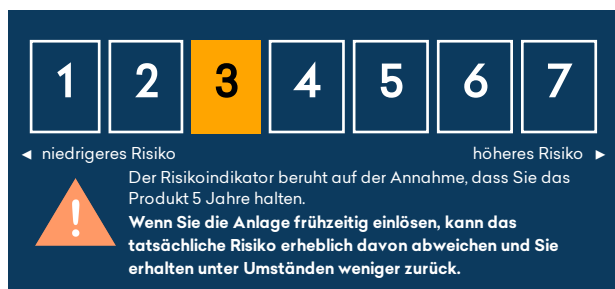 1 2 3 4 5 6 7
◄ niedrigeres Risiko höheres Risiko ►
Der Risikoindikator beruht auf der Annahme, dass Sie das
Produkt 5 Jahre halten.
Wenn Sie die Anlage frühzeitig einlösen, kann das
tatsächliche Risiko erheblich davon abweichen und Sie
erhalten unter Umständen weniger zurück.
!